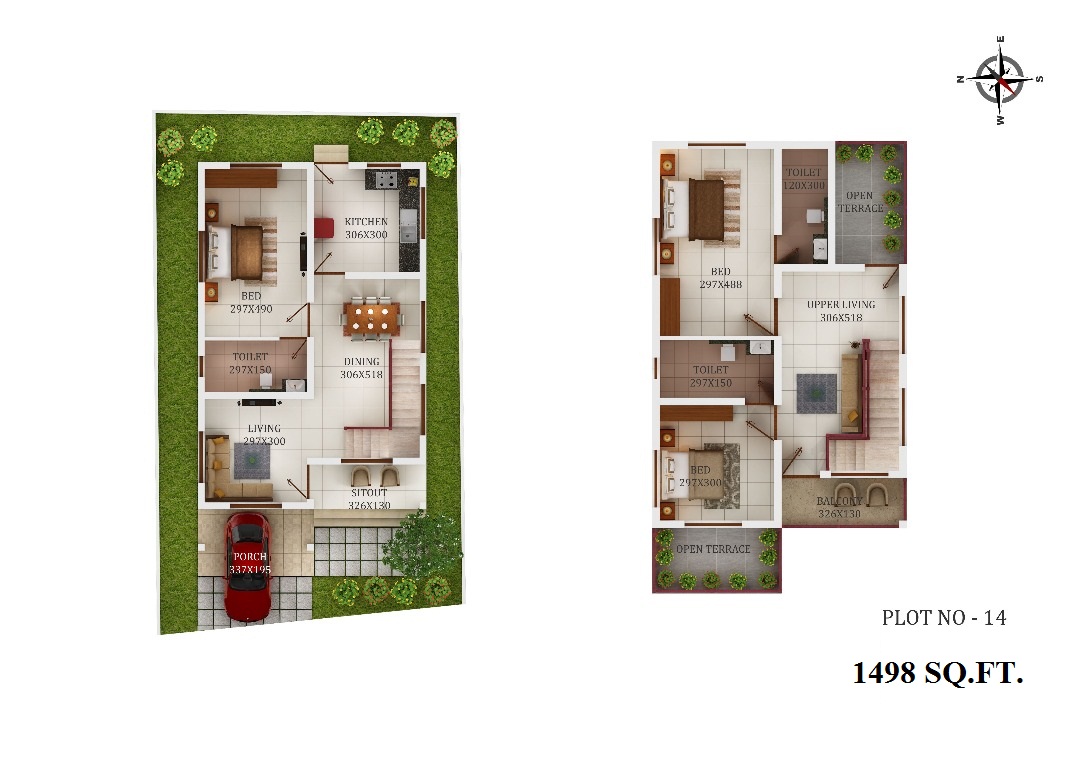 E
N
S
W
KITCHEN
306X300
BED
297X490
TOILET
297X150
DINING
306X518
LIVING
297X300
SITOUT
326X130
PORCH
337X195
TOILET
120X300
OPEN
TERRACE
BED
297X488
UPPER LIVING
306X518
TOILET
297X150
BED
297X300
BALCONY
326X130
OPEN TERRACE
PLOT NO - 14
1498 SQ.FT.